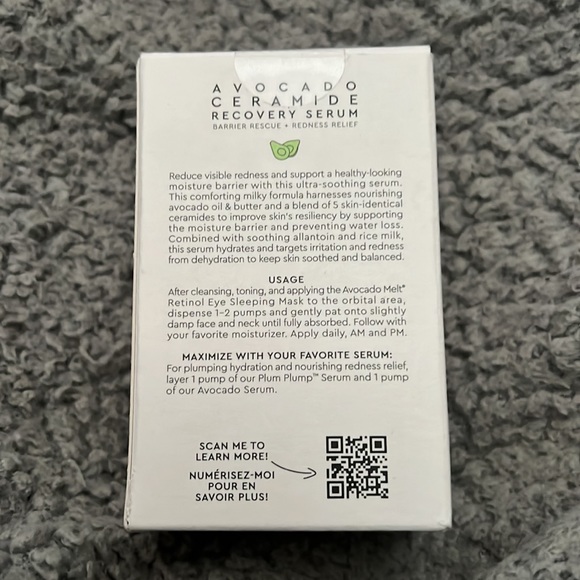 AVOCADO
CERAMIDE
RECOVERY SERUM
BARRIER RESCUE + REDNESS RELIEF
Reduce visible redness and support a healthy-looking
moisture barrier with this ultra-soothing serum.
This comforting milky formula harnesses nourishing
avocado oil & butter and a blend of 5 skin-identical
ceramides to improve skin's resiliency by supporting
the moisture barrier and preventing water loss.
Combined with soothing allantoin and rice milk,
this serum hydrates and targets irritation and redness
from dehydration to keep skin soothed and balanced.
USAGE
After cleansing, toning, and applying the Avocado Melt®
Retinol Eye Sleeping Mask to the orbital area,
dispense 1-2 pumps and gently pat onto slightly
damp face and neck until fully absorbed. Follow with
your favorite moisturizer. Apply daily, AM and PM.
MAXIMIZE WITH YOUR FAVORITE SERUM:
For plumping hydration and nourishing redness relief,
layer 1 pump of our Plum Plump™ Serum and 1 pump
of our Avocado Serum.
SCAN ME TO
LEARN MORE!
NUMÉRISEZ-MOI
POUR EN
SAVOIR PLUS!